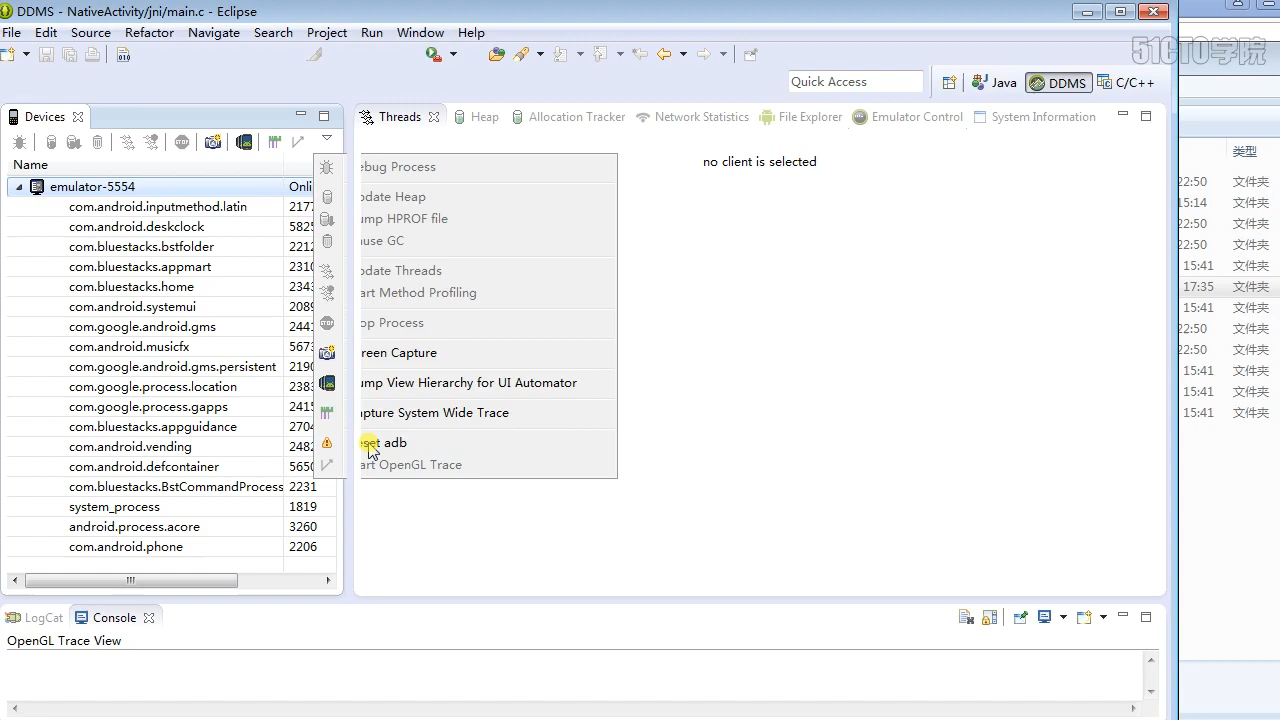 DDMS - NativeActivity/jni/main.c - Eclipse
File Edit Source Refactor Navigate Search Project Run Window Help
51CTO学院
Quick Access
Java
DDMS
C/C++
Devices
Threads
Heap
Allocation Tracker
Network Statistics
File Explorer
Emulator Control
System Information
Name
emulator-5554 Onli
com.android.inputmethod.latin 217
com.android.deskclock 5825
com.bluestacks.bstfolder 2212
com.bluestacks.appmart 2310
com.bluestacks.home 2343
com.android.systemui 2089
com.google.android.gms 2441
com.android.musicfx 5673
com.google.android.gms.persistent 2190
com.google.process.location 2383
com.google.process.gapps 2415
com.bluestacks.appguidance 2704
com.android.vending 2482
com.android.defcontainer 5650
com.bluestacks.BstCommandProcess 2231
system_process 1819
android.process.acore 3260
com.android.phone 2206
ebug Process
pdate Heap
ump HPROF file
ause GC
pdate Threads
art Method Profiling
STOP
op Process
reen Capture
ump View Hierarchy for UI Automator
apture System Wide Trace
eset adb
art OpenGL Trace
no client is selected
类型
22:50 文件夹
15:14 文件夹
22:50 文件夹
22:50 文件夹
15:41 文件夹
17:35 文件夹
15:41 文件夹
22:50 文件夹
22:50 文件夹
15:41 文件夹
15:41 文件夹
15:41 文件夹
LogCat
Console
OpenGL Trace View